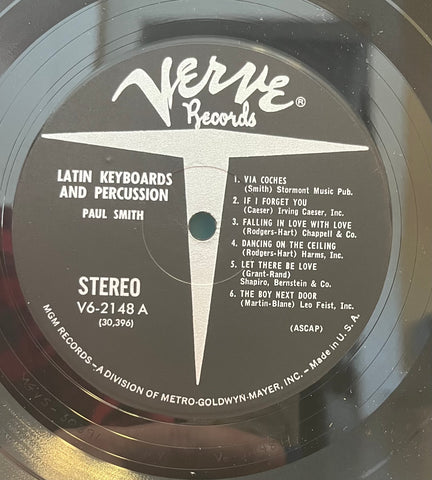 Verve®
Records
LATIN KEYBOARDS
AND PERCUSSION
PAUL SMITH
STEREO
V6-2148 A
(30,396)
1. VIA COCHES
(Smith) Stormont Music Pub.
2. IF I FORGET YOU
(Caeser) Irving Caeser, Inc.
3. FALLING IN LOVE WITH LOVE
(Rodgers-Hart) Chappell & Co.
4. DANCING ON THE CEILING
(Rodgers-Hart) Harms, Inc.
5. LET THERE BE LOVE
(Grant-Rand)
Shapiro, Bernstein & Co.
6. THE BOY NEXT DOOR
(Martin-Blane) Leo Feist, Inc.
(ASCAP)
MGM RECORDS—A DIVISION OF METRO-GOLDWYN-MAYER, INC.—Made in U.S.A.